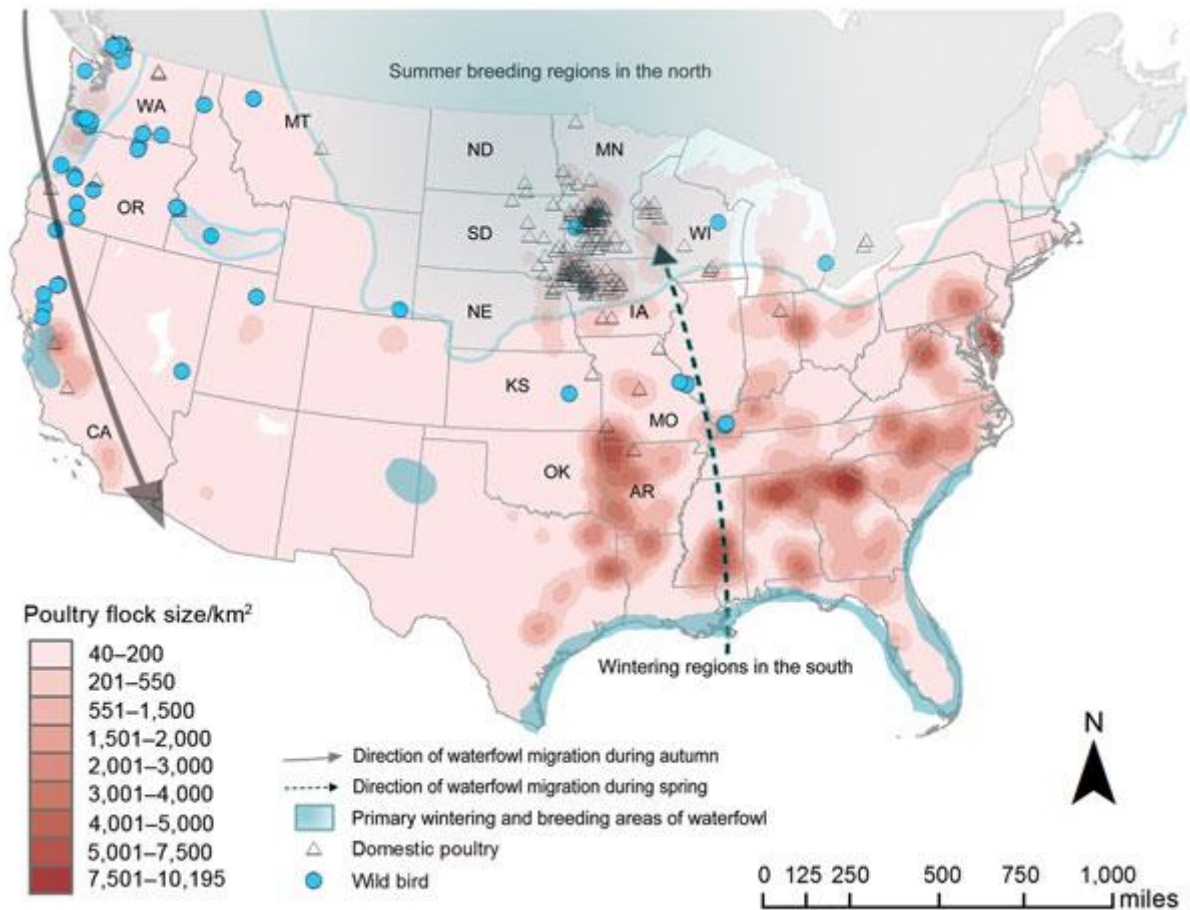 Summer breeding regions in the north
WA
MT
ND
MN
OR
SD
WI
NE
IA
KS
MO
CA
OK
AR
Wintering regions in the south
Poultry flock size/km²
40–200
201–550
551–1,500
1,501–2,000
2,001–3,000
3,001–4,000
4,001–5,000
5,001–7,500
7,501–10,195
Direction of waterfowl migration during autumn
Direction of waterfowl migration during spring
Primary wintering and breeding areas of waterfowl
Domestic poultry
Wild bird
N
0 125 250 500 750 1,000
miles